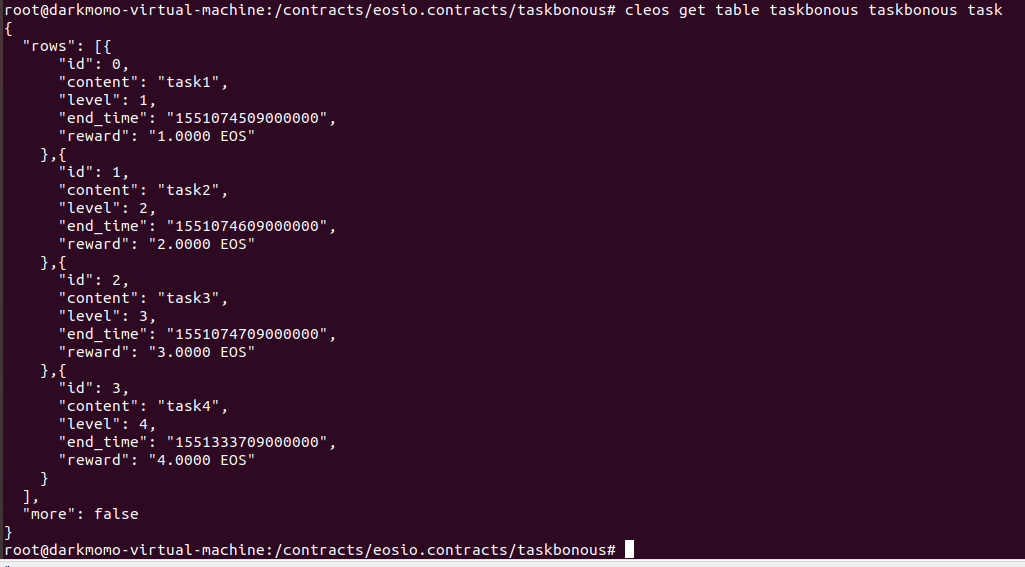 root@darkmomo-virtual-machine:/contracts/eosio.contracts/taskbonous# cleos get table taskbonous taskbonous task
{
  "rows": [{
      "id": 0,
      "content": "task1",
      "level": 1,
      "end_time": "1551074509000000",
      "reward": "1.0000 EOS"
    },{
      "id": 1,
      "content": "task2",
      "level": 2,
      "end_time": "1551074609000000",
      "reward": "2.0000 EOS"
    },{
      "id": 2,
      "content": "task3",
      "level": 3,
      "end_time": "1551074709000000",
      "reward": "3.0000 EOS"
    },{
      "id": 3,
      "content": "task4",
      "level": 4,
      "end_time": "1551333709000000",
      "reward": "4.0000 EOS"
    }
  ],
  "more": false
}
root@darkmomo-virtual-machine:/contracts/eosio.contracts/taskbonous#